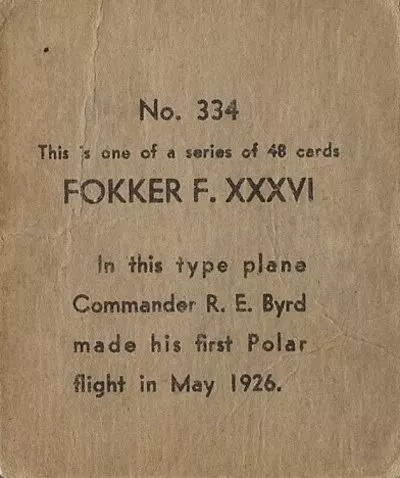 No. 334
This is one of a series of 48 cards
FOKKER F. XXXVI
In this type plane
Commander R. E. Byrd
made his first Polar
flight in May 1926.